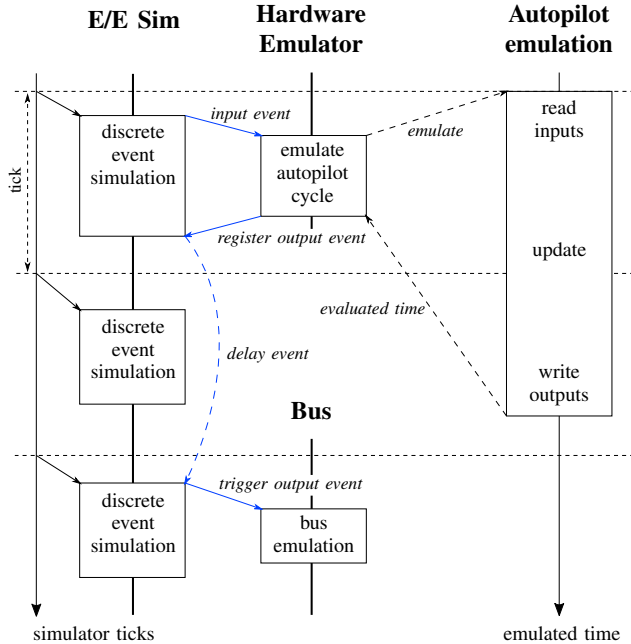 E/E Sim
Hardware
Emulator
Autopilot
emulation
tick
discrete
event
simulation
input event
emulate
autopilot
cycle
emulate
read
inputs
register output event
update
evaluated time
discrete
event
simulation
delay event
write
outputs
Bus
discrete
event
simulation
trigger output event
bus
emulation
simulator ticks
emulated time